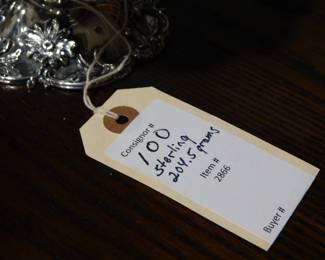 Consignor #
100
Sterling
204.5 grams
Item #
2866
Buyer #